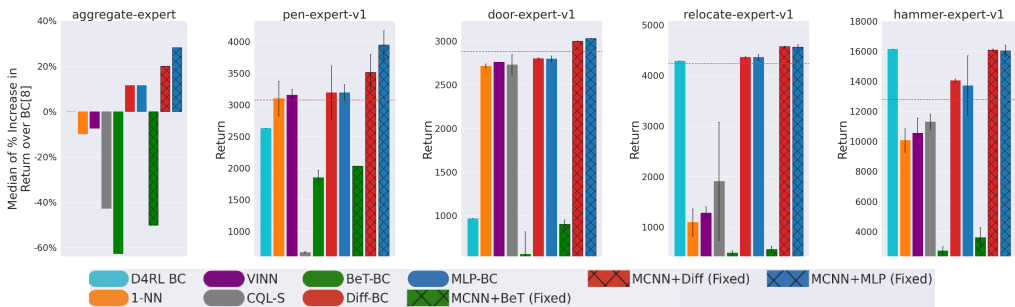 aggregate-expert
pen-expert-v1
door-expert-v1
relocate-expert-v1
hammer-expert-v1
Median of % Increase in
Return over BC[8]
40%
20%
0%
-20%
-40%
-60%
Return
4000
3500
3000
2500
2000
1500
1000
Return
3000
2500
2000
1500
1000
Return
5000
4000
3000
2000
1000
Return
18000
16000
14000
12000
10000
8000
6000
4000
D4RL BC
VINN
BeT-BC
MLP-BC
MCNN+Diff (Fixed)
MCNN+MLP (Fixed)
1-NN
CQL-S
Diff-BC
MCNN+BeT (Fixed)